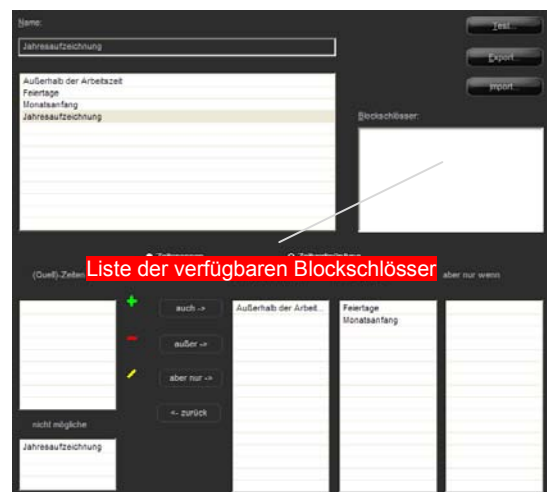 Name:
Test...
Jahresaufzeichnung
Export...
Import...
Außerhalb der Arbeitszeit
Feiertage
Monatsanfang
Jahresaufzeichnung
Blockschlösser:
Liste der verfügbaren Blockschlösser
(Quell)-Zeiten
aber nur wenn
auch ->
Außerhalb der Arbeit...
Feiertage
Monatsanfang
außer ->
aber nur ->
<- zurück
nicht mögliche
Jahresaufzeichnung